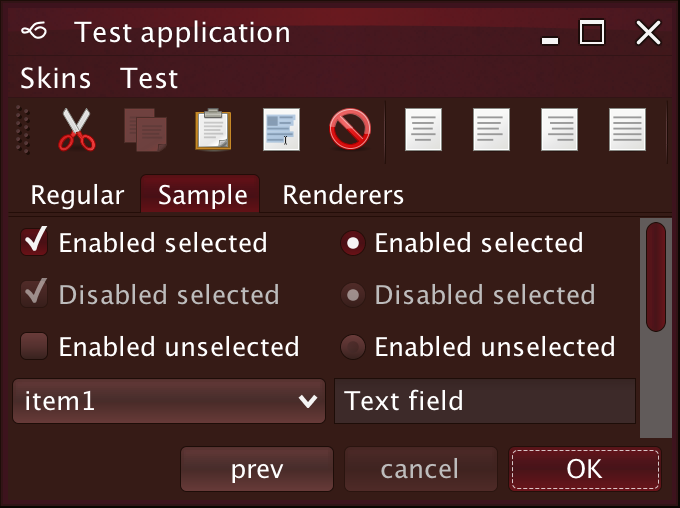 Test application
Skins Test
Regular Sample Renderers
Enabled selected Enabled selected
Disabled selected Disabled selected
Enabled unselected Enabled unselected
item1 Text field
prev cancel OK